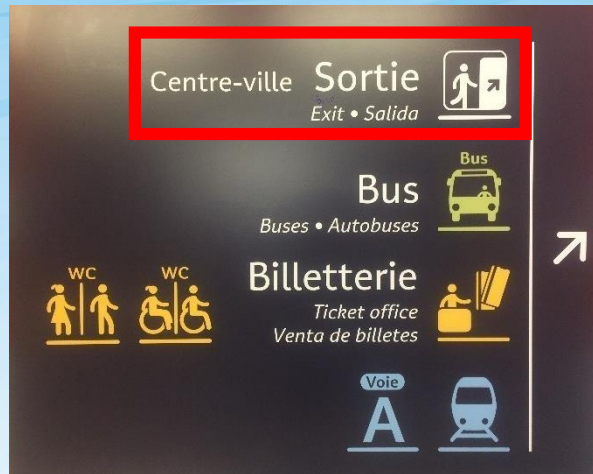 Centre-ville Sortie
Exit • Salida
Bus
Bus
Buses • Autobuses
WC WC Billetterie
Ticket office
Venta de billetes
Voie
A